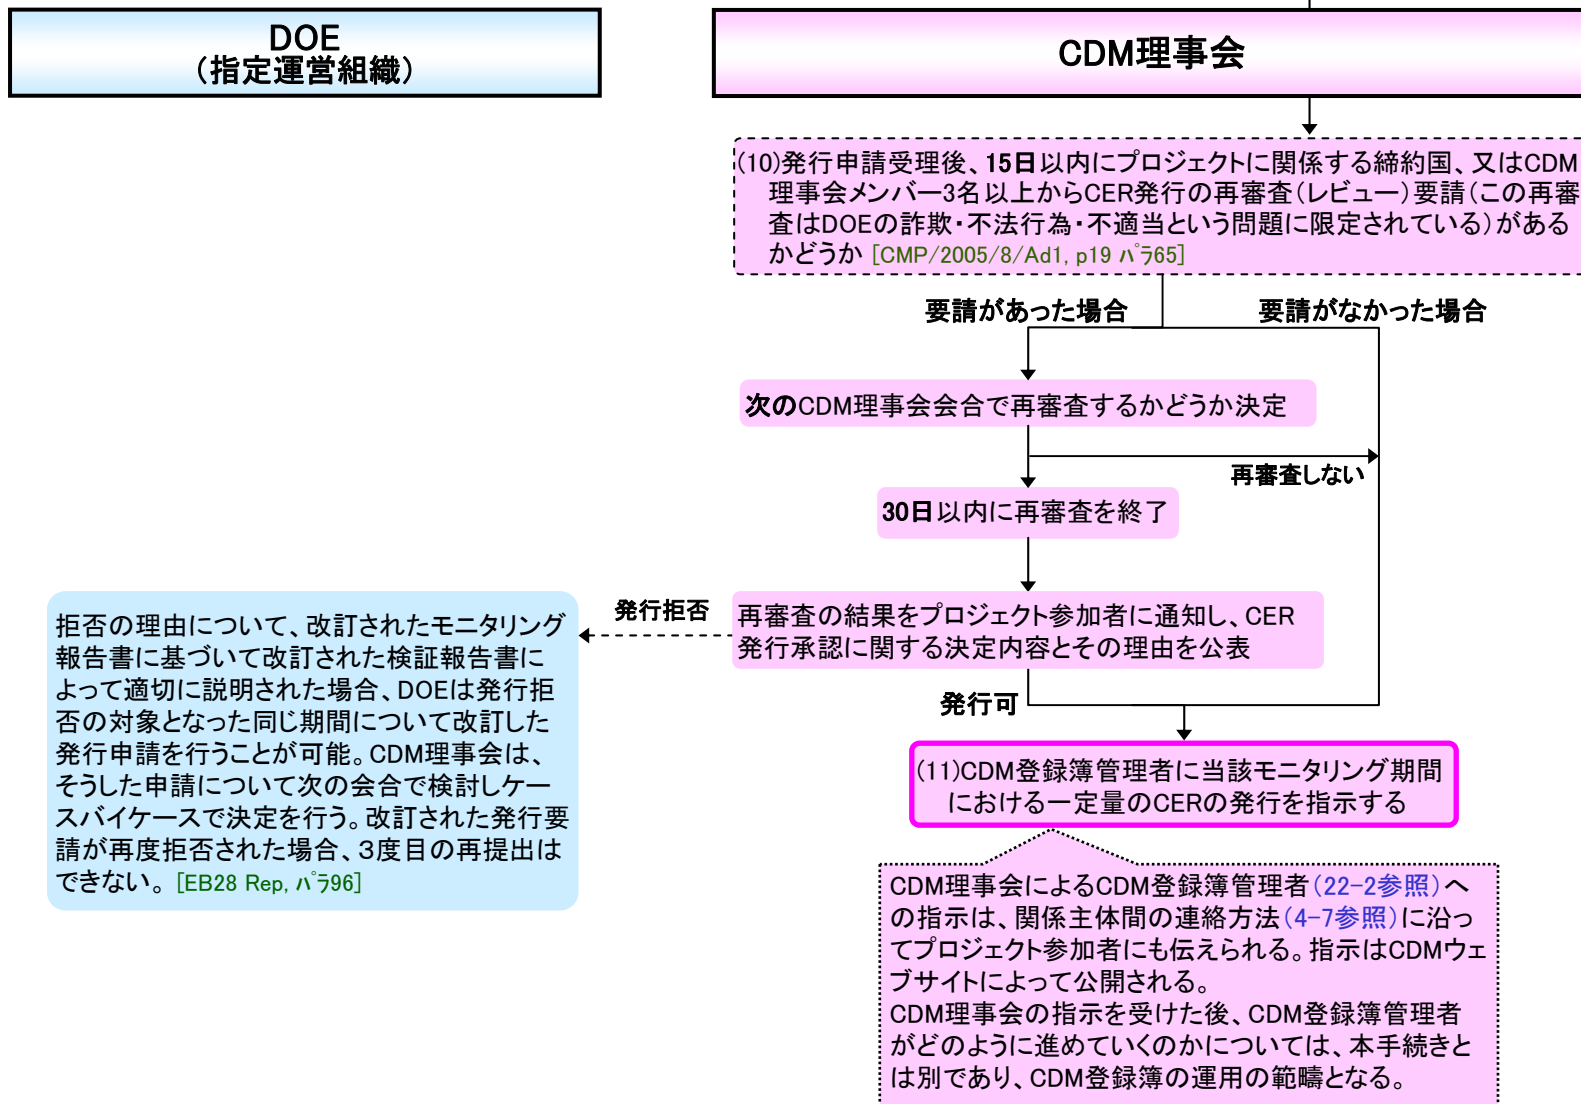 DOE
（指定運営組織）
CDM理事会
(10)発行申請受理後、15日以内にプロジェクトに関係する締約国、又はCDM
理事会メンバー3名以上からCER発行の再審査（レビュー）要請（この再審
査はDOEの詐欺・不法行為・不適当という問題に限定されている）がある
かどうか [CMP/2005/8/Ad1, p19 パラ65]
要請があった場合
要請がなかった場合
次のCDM理事会会合で再審査するかどうか決定
再審査しない
30日以内に再審査を終了
発行拒否
再審査の結果をプロジェクト参加者に通知し、CER
発行承認に関する決定内容とその理由を公表
拒否の理由について、改訂されたモニタリング
報告書に基づいて改訂された検証報告書に
よって適切に説明された場合、DOEは発行拒
否の対象となった同じ期間について改訂した
発行申請を行うことが可能。CDM理事会は、
そうした申請について次の会合で検討しケー
スバイケースで決定を行う。改訂された発行要
請が再度拒否された場合、３度目の再提出は
できない。[EB28 Rep, パラ96]
発行可
(11)CDM登録簿管理者に当該モニタリング期間
における一定量のCERの発行を指示する
CDM理事会によるCDM登録簿管理者（22-2参照）へ
の指示は、関係主体間の連絡方法（4-7参照）に沿っ
てプロジェクト参加者にも伝えられる。指示はCDMウェ
ブサイトによって公開される。
CDM理事会の指示を受けた後、CDM登録簿管理者
がどのように進めていくのかについては、本手続きと
は別であり、CDM登録簿の運用の範疇となる。